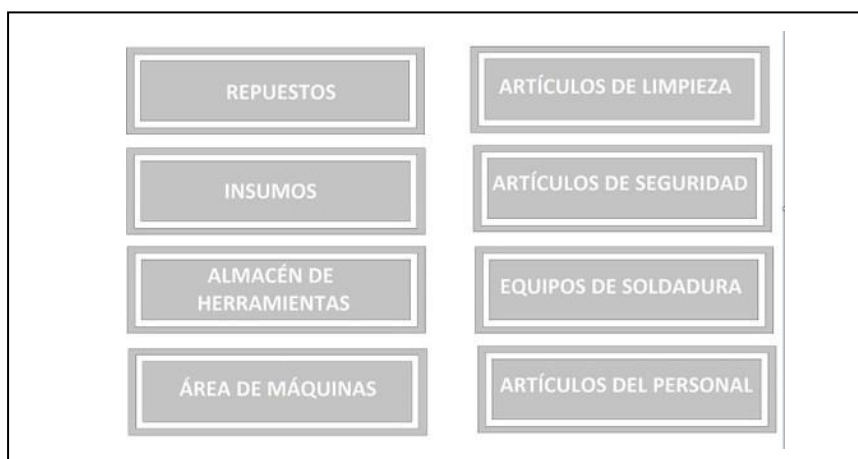 REPUESTOS
INSUMOS
ALMACÉN DE
HERRAMIENTAS
ÁREA DE MÁQUINAS
ARTÍCULOS DE LIMPIEZA
ARTÍCULOS DE SEGURIDAD
EQUIPOS DE SOLDADURA
ARTÍCULOS DEL PERSONAL